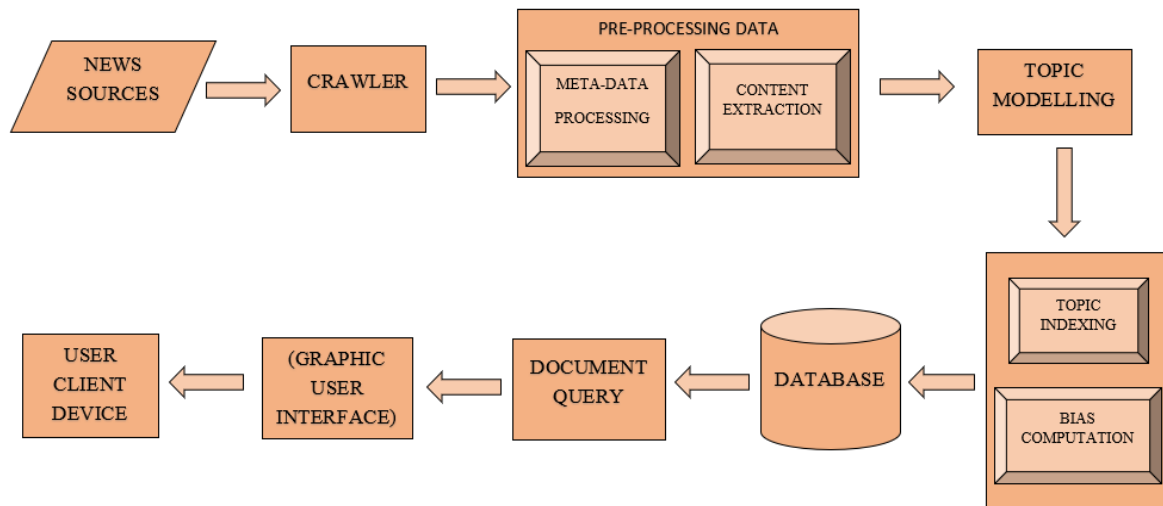 NEWS
SOURCES
CRAWLER
PRE-PROCESSING DATA
META-DATA
PROCESSING
CONTENT
EXTRACTION
TOPIC
MODELLING
TOPIC
INDEXING
BIAS
COMPUTATION
DATABASE
DOCUMENT
QUERY
(GRAPHIC
USER
INTERFACE)
USER
CLIENT
DEVICE